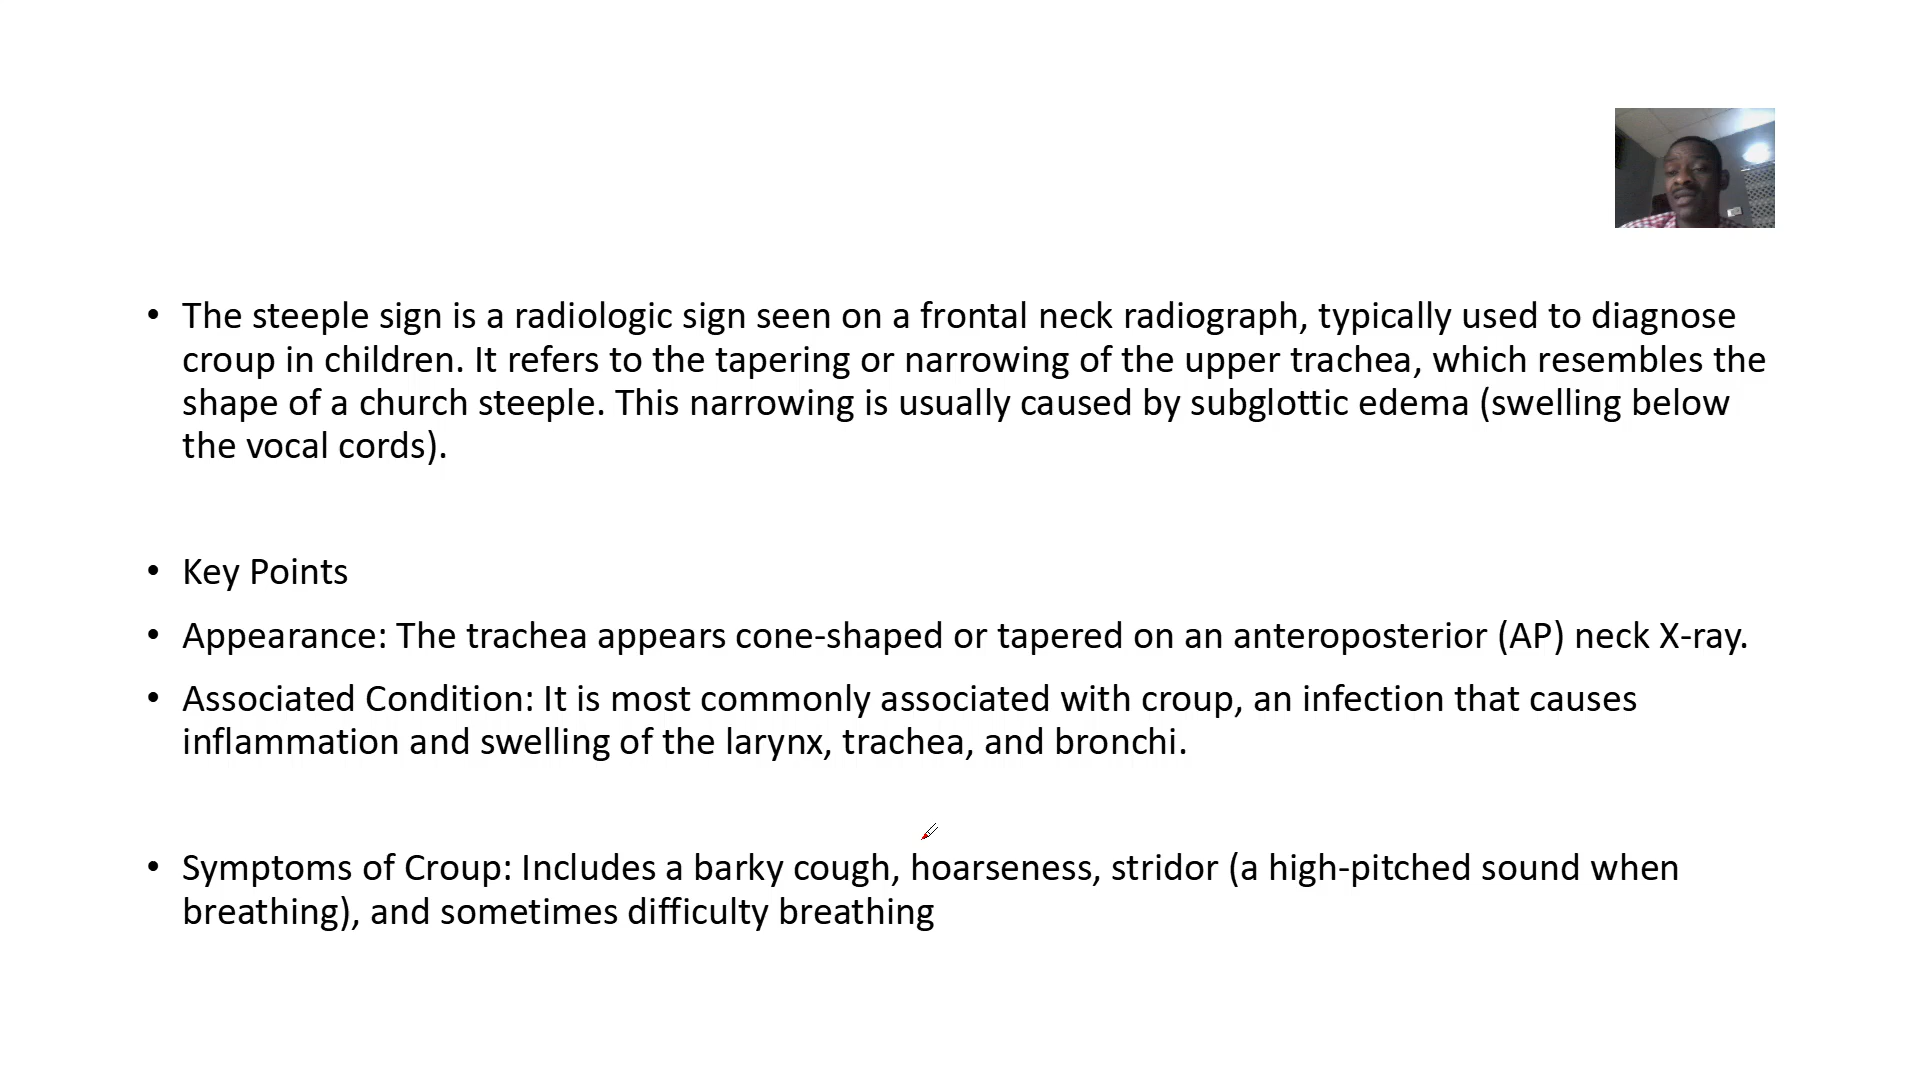 • The steeple sign is a radiologic sign seen on a frontal neck radiograph, typically used to diagnose
croup in children. It refers to the tapering or narrowing of the upper trachea, which resembles the
shape of a church steeple. This narrowing is usually caused by subglottic edema (swelling below
the vocal cords).
• Key Points
• Appearance: The trachea appears cone-shaped or tapered on an anteroposterior (AP) neck X-ray.
• Associated Condition: It is most commonly associated with croup, an infection that causes
inflammation and swelling of the larynx, trachea, and bronchi.
• Symptoms of Croup: Includes a barky cough, hoarseness, stridor (a high-pitched sound when
breathing), and sometimes difficulty breathing